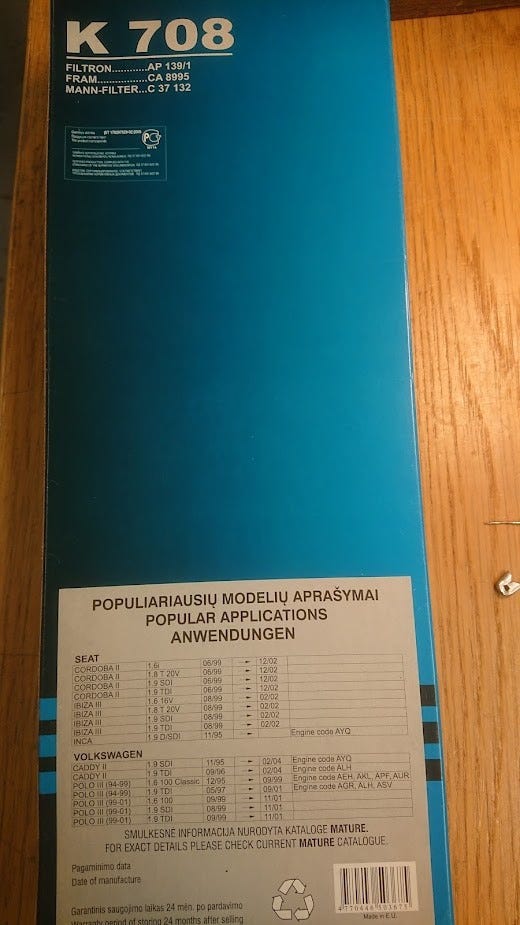 K 708
FILTRON............AP 139/1
FRAM.................CA 8995
MANN-FILTER...C 37 132
POPULIARIAUSIŲ MODELIŲ APRAŠYMAI
POPULAR APPLICATIONS
ANWENDUNGEN
SEAT
CORDOBA II 1.6i 06/99 12/02
CORDOBA II 1.8 T 20V 06/99 12/02
CORDOBA II 1.9 SDI 06/99 12/02
CORDOBA II 1.9 TDI 06/99 12/02
IBIZA III 1.6 16V 08/99 02/02
IBIZA III 1.8 T 20V 08/99 02/02
IBIZA III 1.9 SDI 08/99 02/02
IBIZA III 1.9 TDI 08/99 02/02
INCA 1.9 D/SDI 11/95 Engine code AYQ
VOLKSWAGEN
CADDY II 1.9 SDI 11/95 02/04 Engine code AYQ
CADDY II 1.9 TDI 09/96 02/04 Engine code ALH
POLO III (94-99) 1.6 100 Classic 12/95 09/99 Engine code AEH, AKL, APF, AUR
POLO III (94-99) 1.9 TDI 05/97 09/01 Engine code AGR, ALH, ASV
POLO III (99-01) 1.6 100 09/99 11/01
POLO III (99-01) 1.9 SDI 08/99 11/01
POLO III (99-01) 1.9 TDI 09/99 11/01
SMULKESNĖ INFORMACIJA NURODYTA KATALOGE MATURE.
FOR EXACT DETAILS PLEASE CHECK CURRENT MATURE CATALOGUE.
Pagaminimo data
Date of manufacture
Garantinis saugojimo laikas 24 mėn. po pardavimo
Warranty period of storing 24 months after selling
Made in E.U.